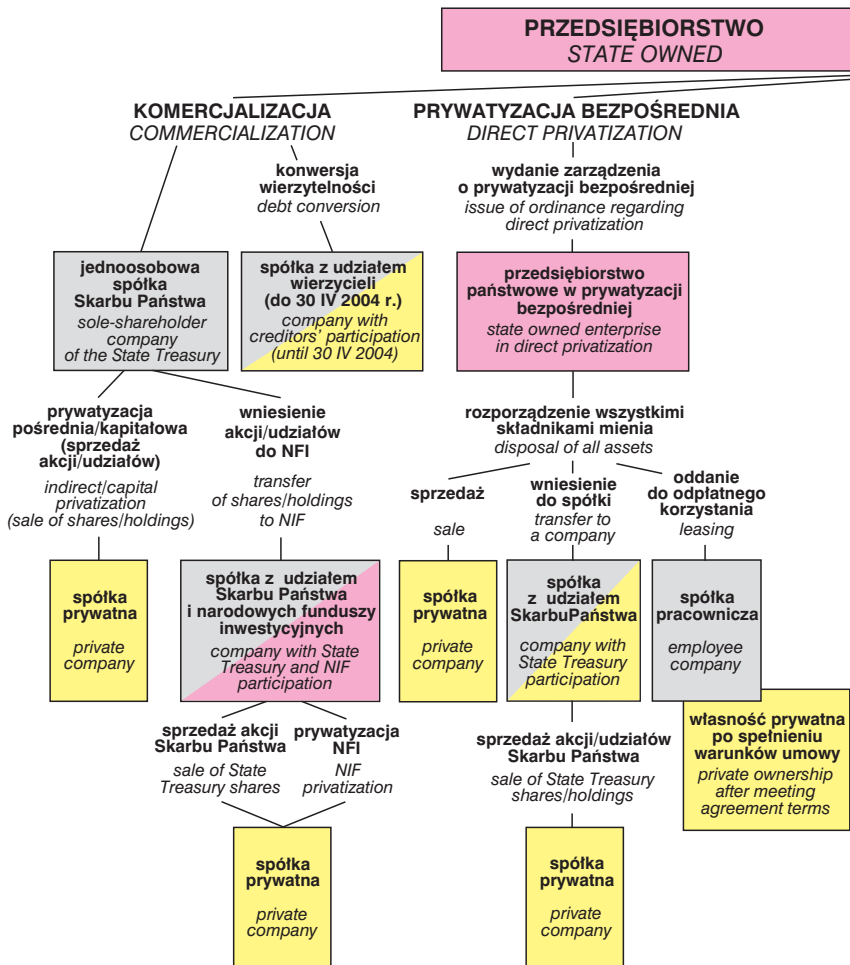 PRZEDSIĘBIORSTWO
STATE OWNED
KOMERCJALIZACJA
COMMERCIALIZATION
PRYWATYZACJA BEZPOŚREDNIA
DIRECT PRIVATIZATION
konwersja
wierzytelności
debt conversion
wydanie zarządzenia
o prywatyzacji bezpośredniej
issue of ordinance regarding
direct privatization
jednoosobowa
spółka
Skarbu Państwa
sole-shareholder
company
of the State Treasury
spółka z udziałem
wierzycieli
(do 30 IV 2004 r.)
company with
creditors' participation
(until 30 IV 2004)
przedsiębiorstwo
państwowe w prywatyzacji
bezpośredniej
state owned enterprise
in direct privatization
prywatyzacja
pośrednia/kapitałowa
(sprzedaż
akcji/udziałów)
indirect/capital
privatization
(sale of shares/holdings)
wniesienie
akcji/udziałów
do NFI
transfer
of shares/holdings
to NIF
rozporządzenie wszystkimi
składnikami mienia
disposal of all assets
sprzedaż
sale
wniesienie
do spółki
transfer to
a company
oddanie
do odpłatnego
korzystania
leasing
spółka
prywatna
private
company
spółka z udziałem
Skarbu Państwa
i narodowych funduszy
inwestycyjnych
company with State
Treasury and NIF
participation
spółka
prywatna
private
company
spółka
z udziałem
SkarbuPaństwa
company with
State Treasury
participation
spółka
pracownicza
employee
company
własność prywatna
po spełnieniu
warunków umowy
private ownership
after meeting
agreement terms
sprzedaż akcji
Skarbu Państwa
sale of State
Treasury shares
prywatyzacja
NFI
NIF
privatization
sprzedaż akcji/udziałów
Skarbu Państwa
sale of State Treasury
shares/holdings
spółka
prywatna
private
company
spółka
prywatna
private
company